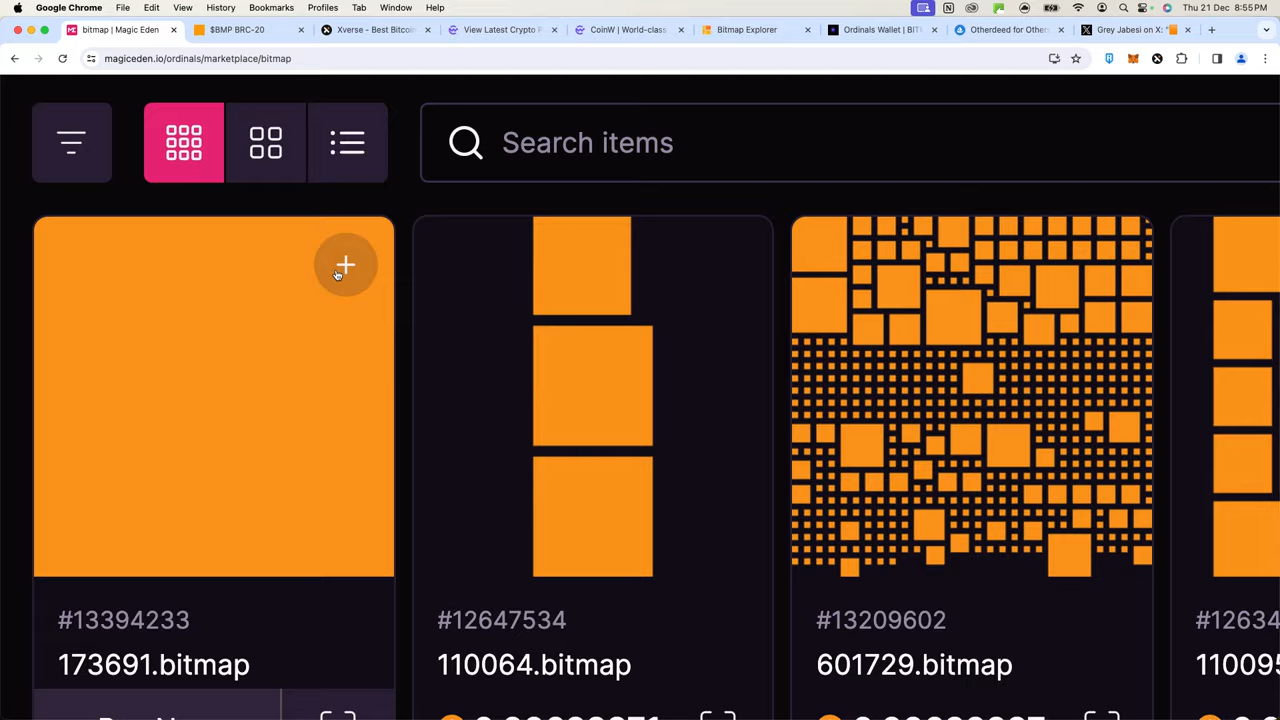 Google Chrome File Edit View History Bookmarks Profiles Tab Window Help Thu 21 Dec 8:55 PM
bitmap | Magic Eden $BMP BRC-20 Xverse - Best Bitcoin View Latest Crypto P CoinW | World-class Bitmap Explorer Ordinals Wallet | BIT Otherdeed for Other Grey Jabesi on X: "
magiceden.io/ordinals/marketplace/bitmap
Search items
#13394233 #12647534 #13209602 #12634
173691.bitmap 110064.bitmap 601729.bitmap 110095